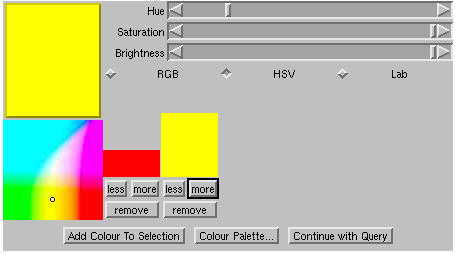 Hue
Saturation
Brightness
RGB HSV Lab
less more less more
remove remove
Add Colour To Selection Colour Palette... Continue with Query